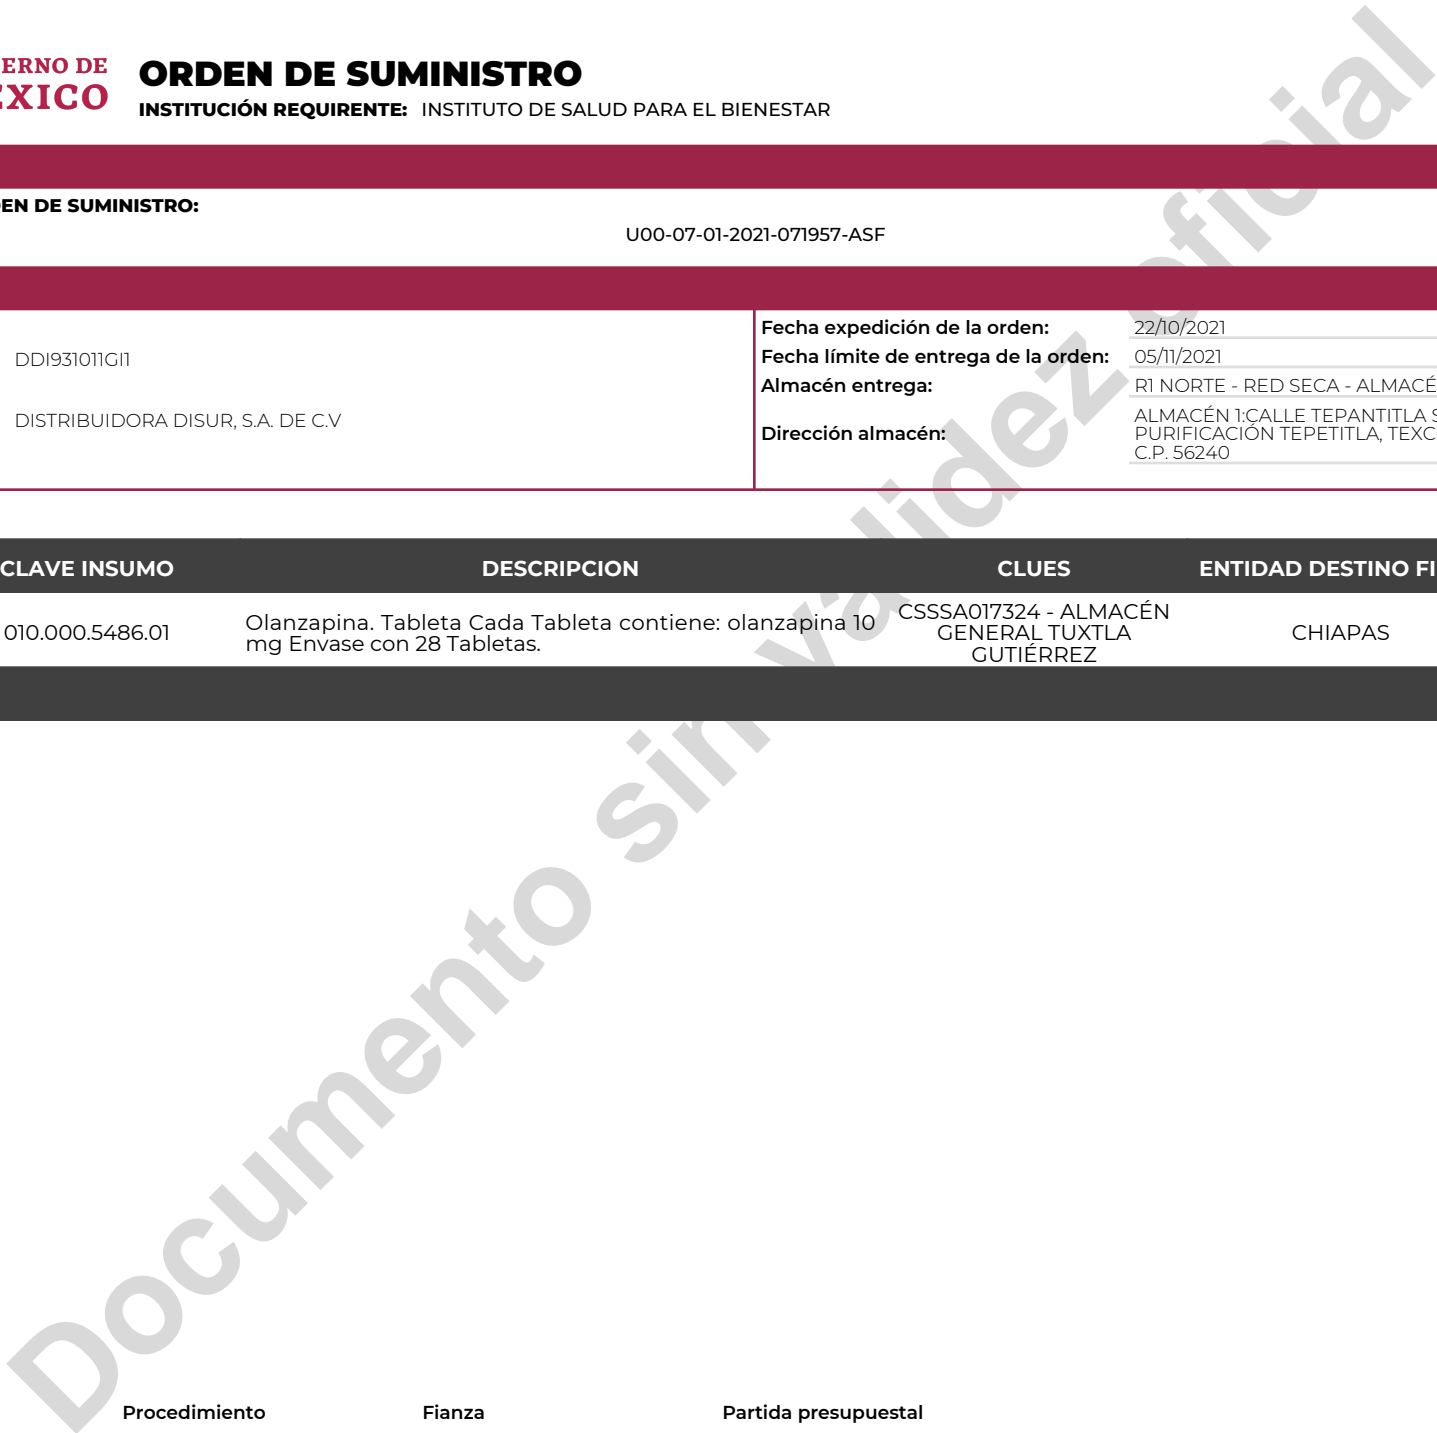 ERNO DE
EXICO
ORDEN DE SUMINISTRO
INSTITUCIÓN REQUIRENTE: INSTITUTO DE SALUD PARA EL BIENESTAR
EN DE SUMINISTRO:
U00-07-01-2021-071957-ASF
DDI931011GI1
DISTRIBUIDORA DISUR, S.A. DE C.V
Fecha expedición de la orden: 22/10/2021
Fecha límite de entrega de la orden: 05/11/2021
Almacén entrega: R1 NORTE - RED SECA - ALMACÉ
Dirección almacén:
ALMACÉN 1:CALLE TEPANTITLA S
PURIFICACIÓN TEPETITLA, TEXC
C.P. 56240
CLAVE INSUMO DESCRIPCION CLUES ENTIDAD DESTINO FI
010.000.5486.01
Olanzapina. Tableta Cada Tableta contiene: olanzapina 10
mg Envase con 28 Tabletas.
CSSSA017324 - ALMACÉN
GENERAL TUXTLA
GUTIÉRREZ
CHIAPAS
Documento sin validez oficial
Procedimiento Fianza Partida presupuestal